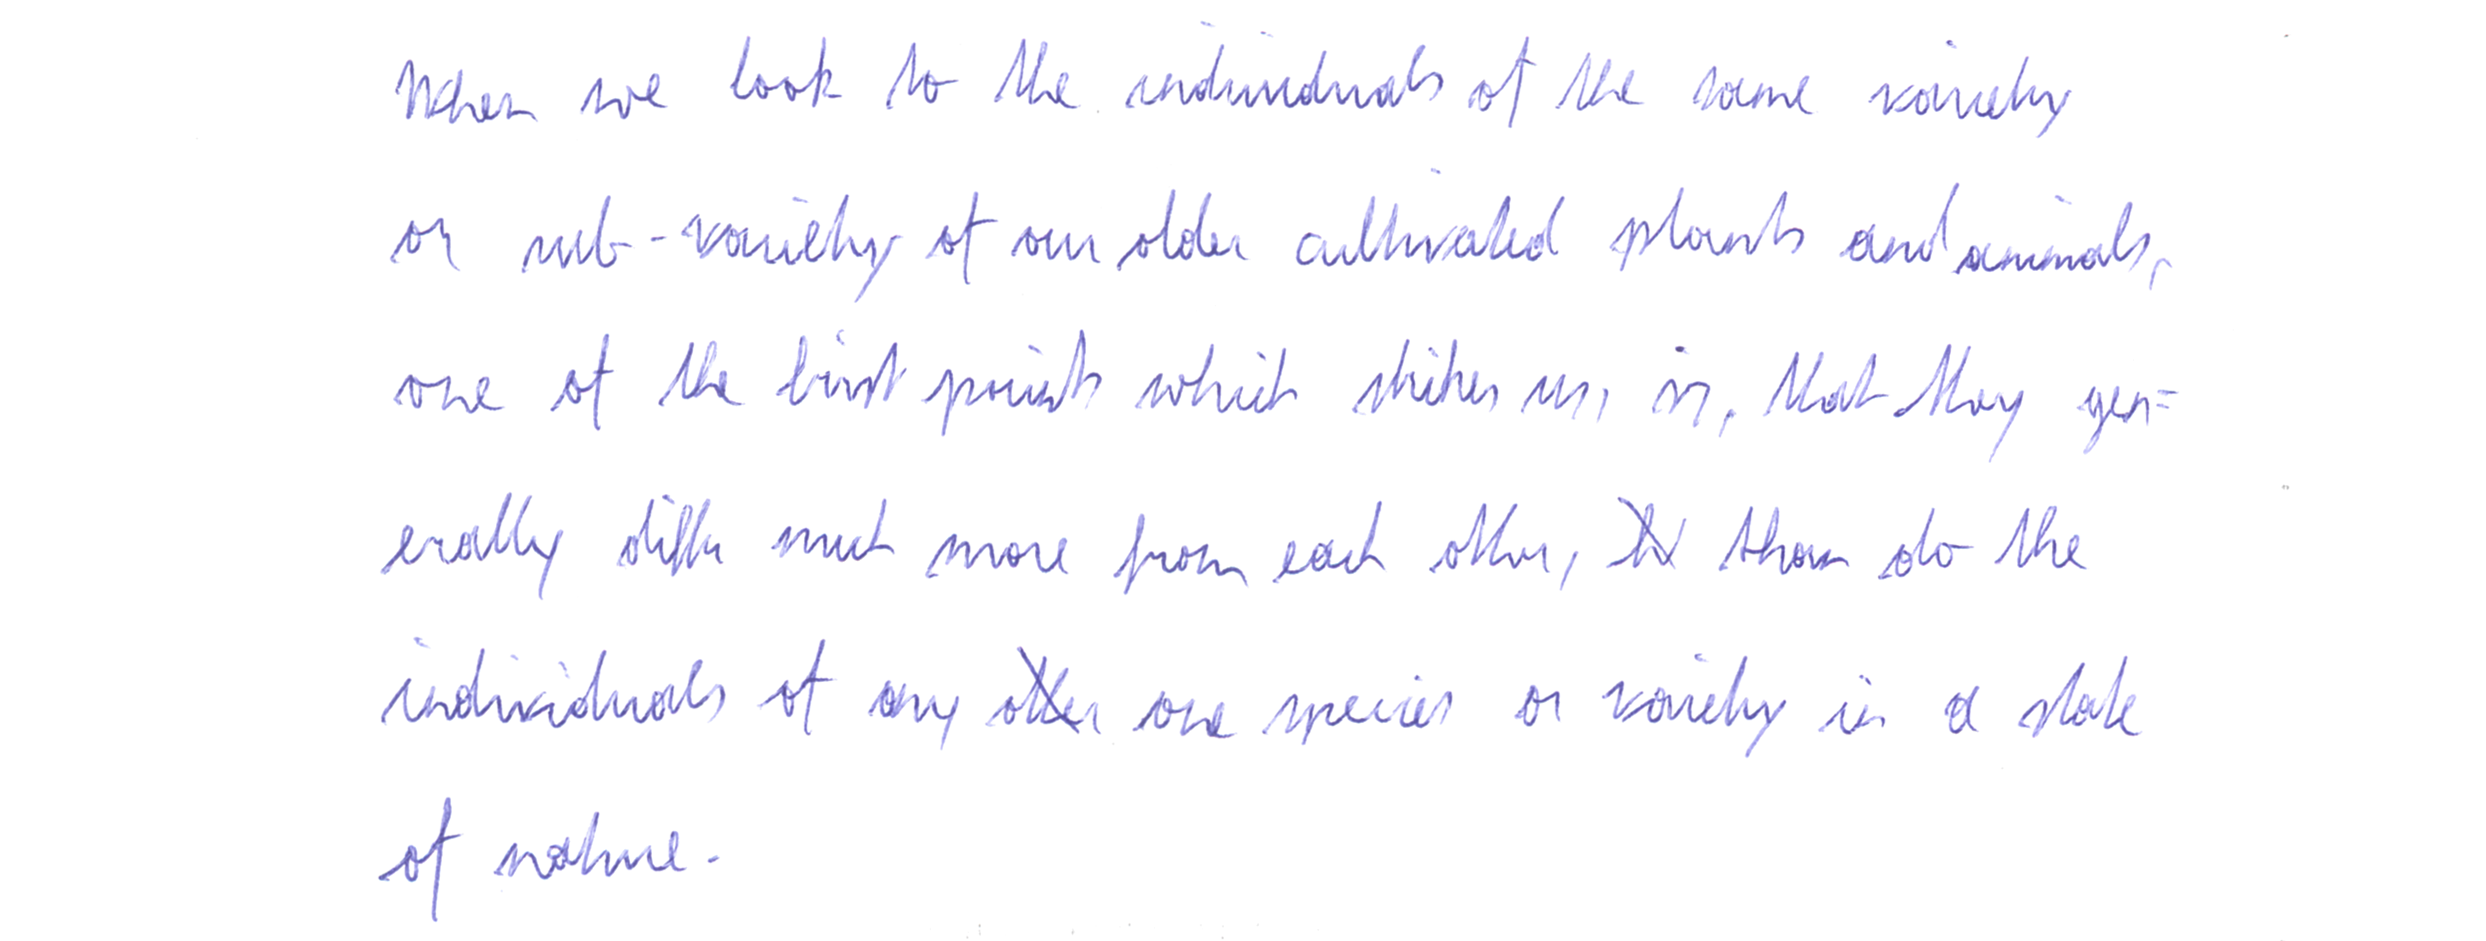 When we look to the individuals of the same variety
or sub-variety of our older cultivated plants and animals,
one of the first points which strikes us, is, that they gen=
erally differ much more from each other, than do the
individuals of any one species or variety in a state
of nature.